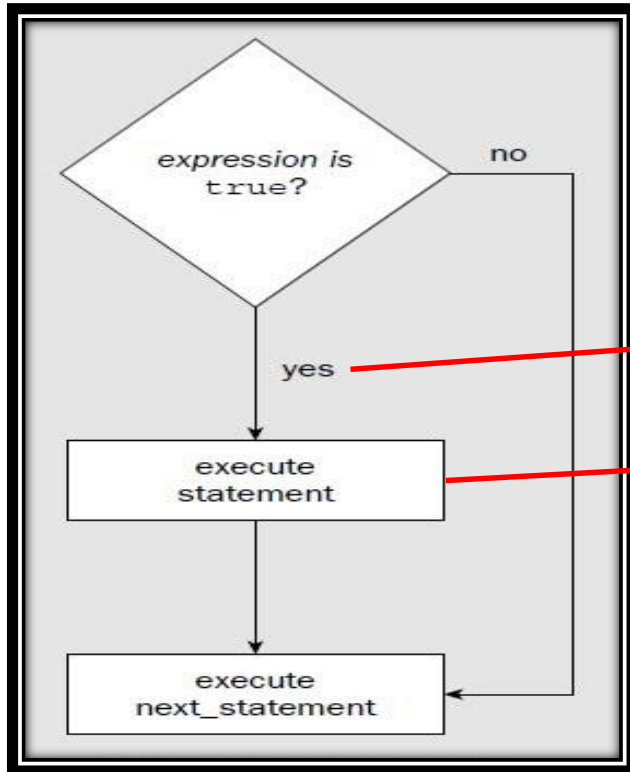 expression is
true?
no
yes
execute
statement
execute
next_statement